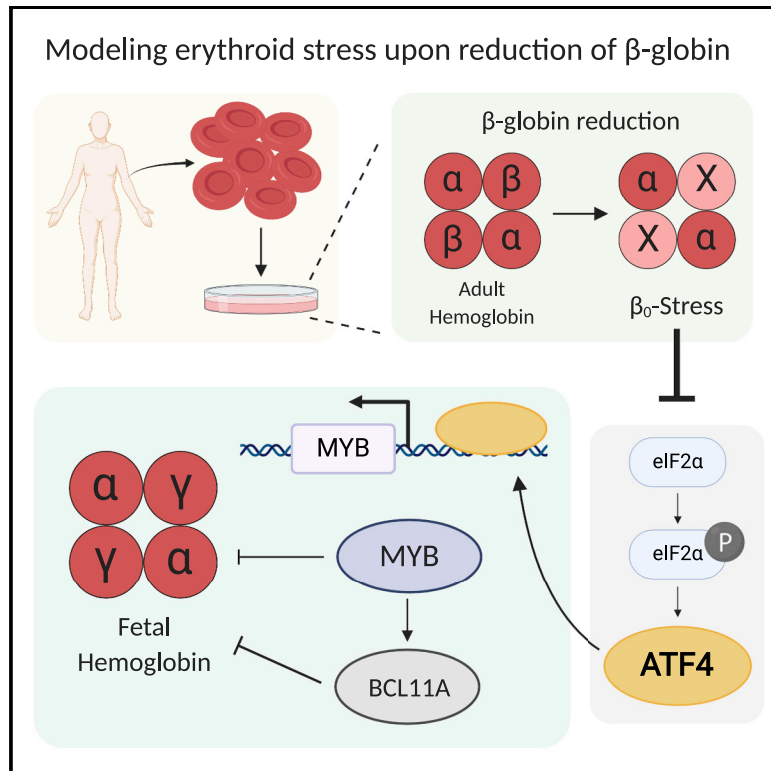 Modeling erythroid stress upon reduction of β-globin
β-globin reduction
α β
β α
α X
X α
Adult
Hemoglobin
β₀-Stress
MYB
α γ
γ α
Fetal
Hemoglobin
MYB
BCL11A
eIF2α
eIF2α P
ATF4